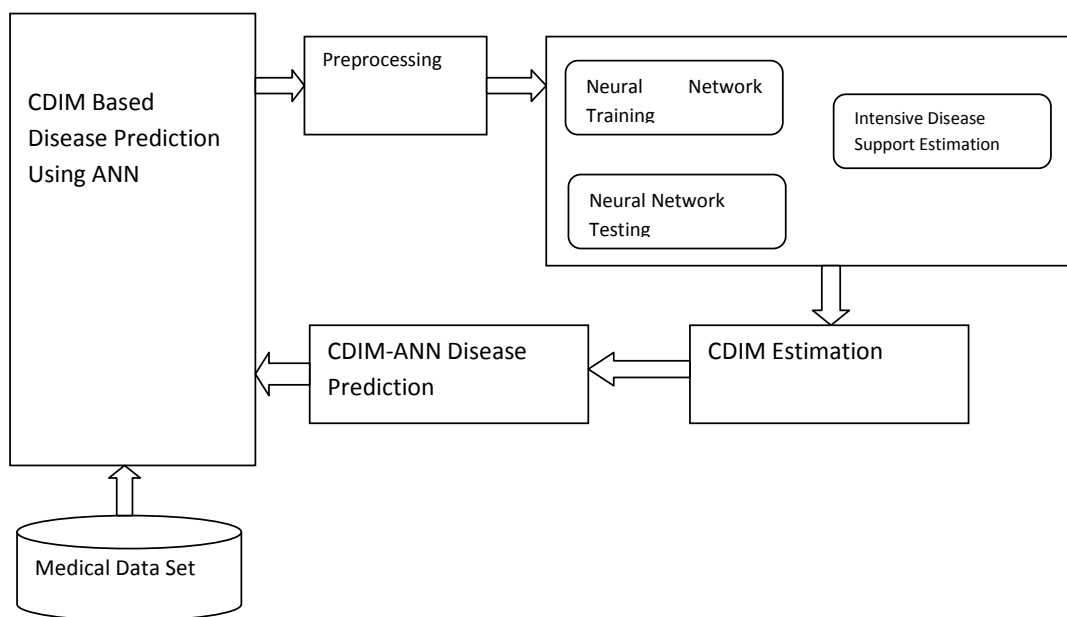 CDIM Based
Disease Prediction
Using ANN
Preprocessing
Neural Network
Training
Neural Network
Testing
Intensive Disease
Support Estimation
CDIM-ANN Disease
Prediction
CDIM Estimation
Medical Data Set